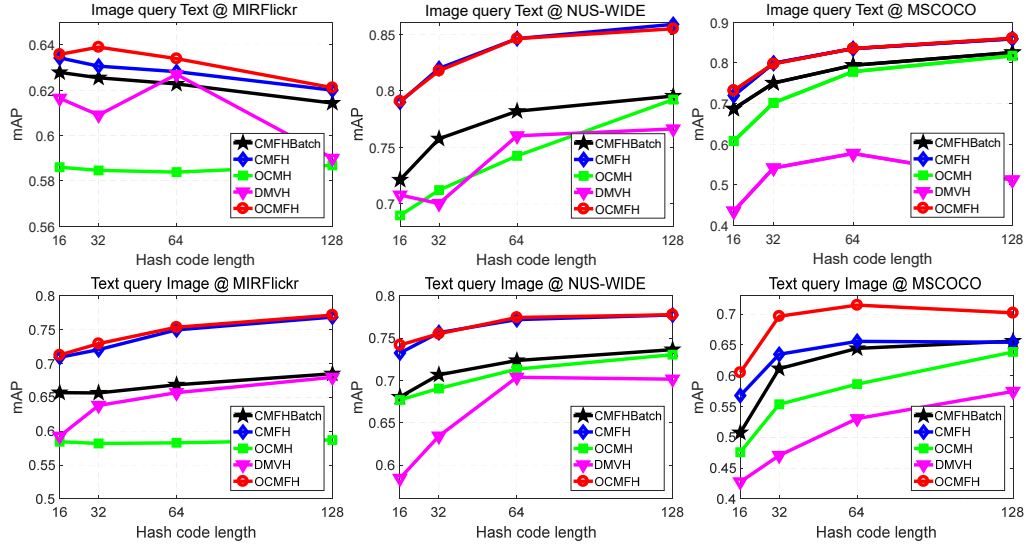 Image query Text @ MIRFlickr
mAP
0.64
0.62
0.6
0.58
0.56
16 32 64 128
Hash code length
CMFHBatch
CMFH
OCMH
DMVH
OCMFH
Image query Text @ NUS-WIDE
mAP
0.85
0.8
0.75
0.7
16 32 64 128
Hash code length
CMFHBatch
CMFH
OCMH
DMVH
OCMFH
Image query Text @ MSCOCO
mAP
0.9
0.8
0.7
0.6
0.5
0.4
16 32 64 128
Hash code length
CMFHBatch
CMFH
OCMH
DMVH
OCMFH
Text query Image @ MIRFlickr
mAP
0.8
0.75
0.7
0.65
0.6
0.55
0.5
16 32 64 128
Hash code length
CMFHBatch
CMFH
OCMH
DMVH
OCMFH
Text query Image @ NUS-WIDE
mAP
0.8
0.75
0.7
0.65
0.6
16 32 64 128
Hash code length
CMFHBatch
CMFH
OCMH
DMVH
OCMFH
Text query Image @ MSCOCO
mAP
0.7
0.65
0.6
0.55
0.5
0.45
0.4
16 32 64 128
Hash code length
CMFHBatch
CMFH
OCMH
DMVH
OCMFH